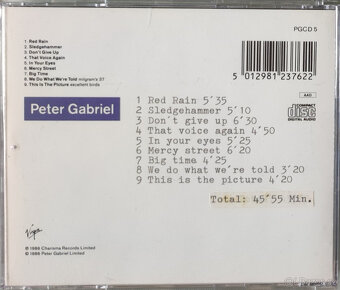 PGCD 5
1 Red Rain
2 Sledgehammer
3 Don't Give Up
4 That Voice Again
5 In Your Eyes
6 Mercy Street
7 Big Time
8 We Do What We're Told milgram's 37
9 This Is The Picture excellent birds
5 012981 237622
Peter Gabriel
AAD
COMPACT
disc
DIGITAL AUDIO
1 Red Rain 5'35
2 Sledgehammer 5'10
3 Don't give up 6'30
4 That voice again 4'50
5 In your eyes 5'25
6 Mercy street 6'20
7 Big time 4'25
8 We do what we're told 3'20
9 This is the picture 4'20
Total: 45'55 Min.
Virgin
℗ 1986 Charisma Records Limited
© 1986 Peter Gabriel Limited